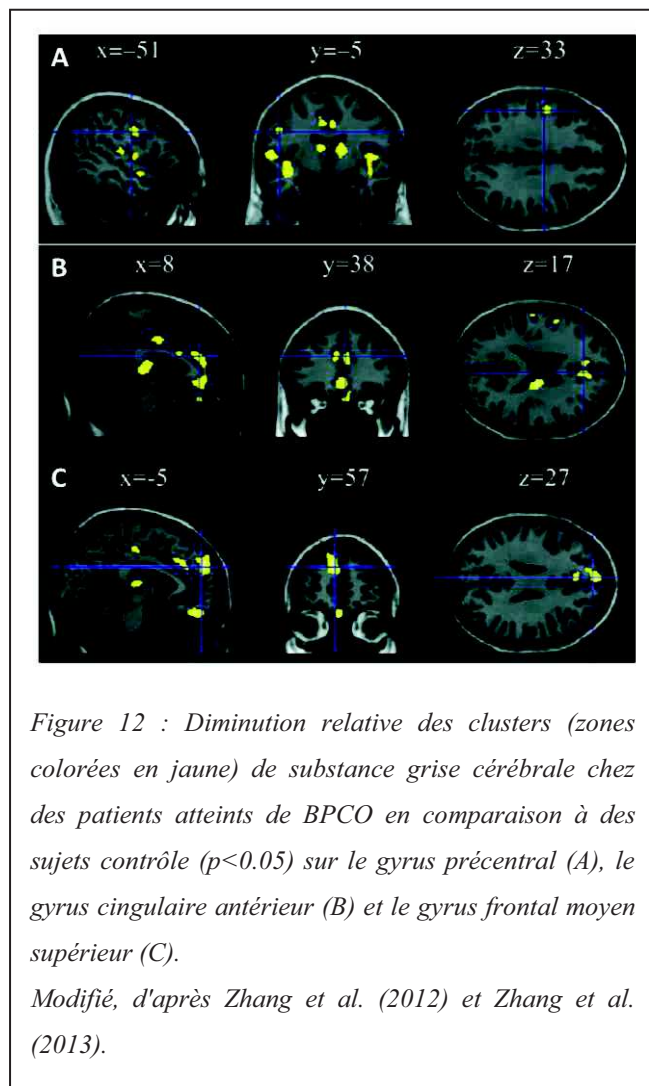 A
x=–51 y=–5 z=33
B
x=8 y=38 z=17
C
x=-5 y=57 z=27
Figure 12 : Diminution relative des clusters (zones
colorées en jaune) de substance grise cérébrale chez
des patients atteints de BPCO en comparaison à des
sujets contrôle (p<0.05) sur le gyrus précentral (A), le
gyrus cingulaire antérieur (B) et le gyrus frontal moyen
supérieur (C).
Modifié, d'après Zhang et al. (2012) et Zhang et al.
(2013).